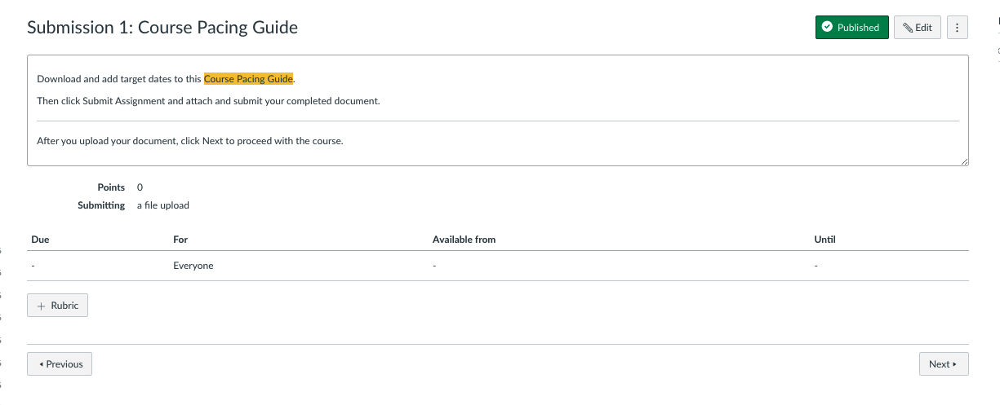 Submission 1: Course Pacing Guide
Published
Edit
Download and add target dates to this Course Pacing Guide.
Then click Submit Assignment and attach and submit your completed document.
After you upload your document, click Next to proceed with the course.
Points 0
Submitting a file upload
Due For Available from Until
- Everyone - -
+ Rubric
Previous
Next